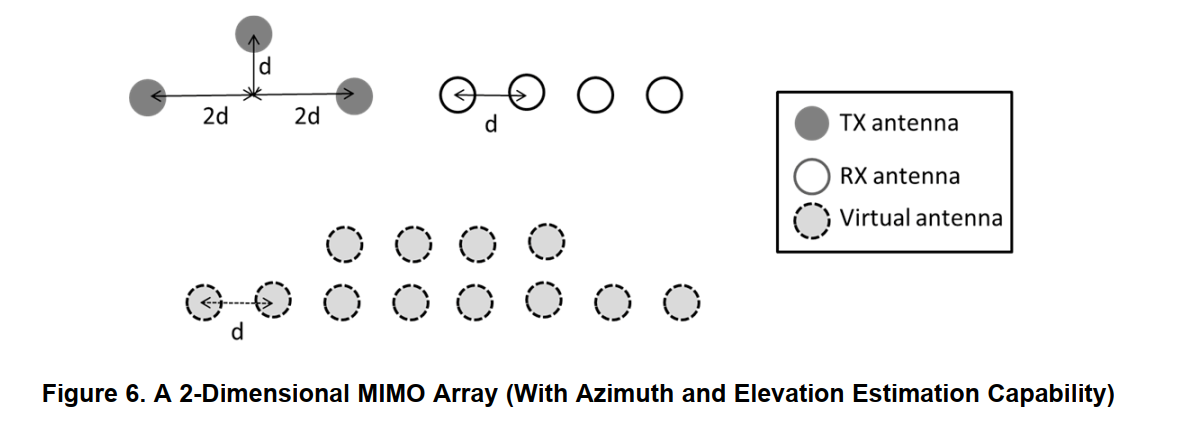 d
2d
2d
d
TX antenna
RX antenna
Virtual antenna
d
Figure 6. A 2-Dimensional MIMO Array (With Azimuth and Elevation Estimation Capability)